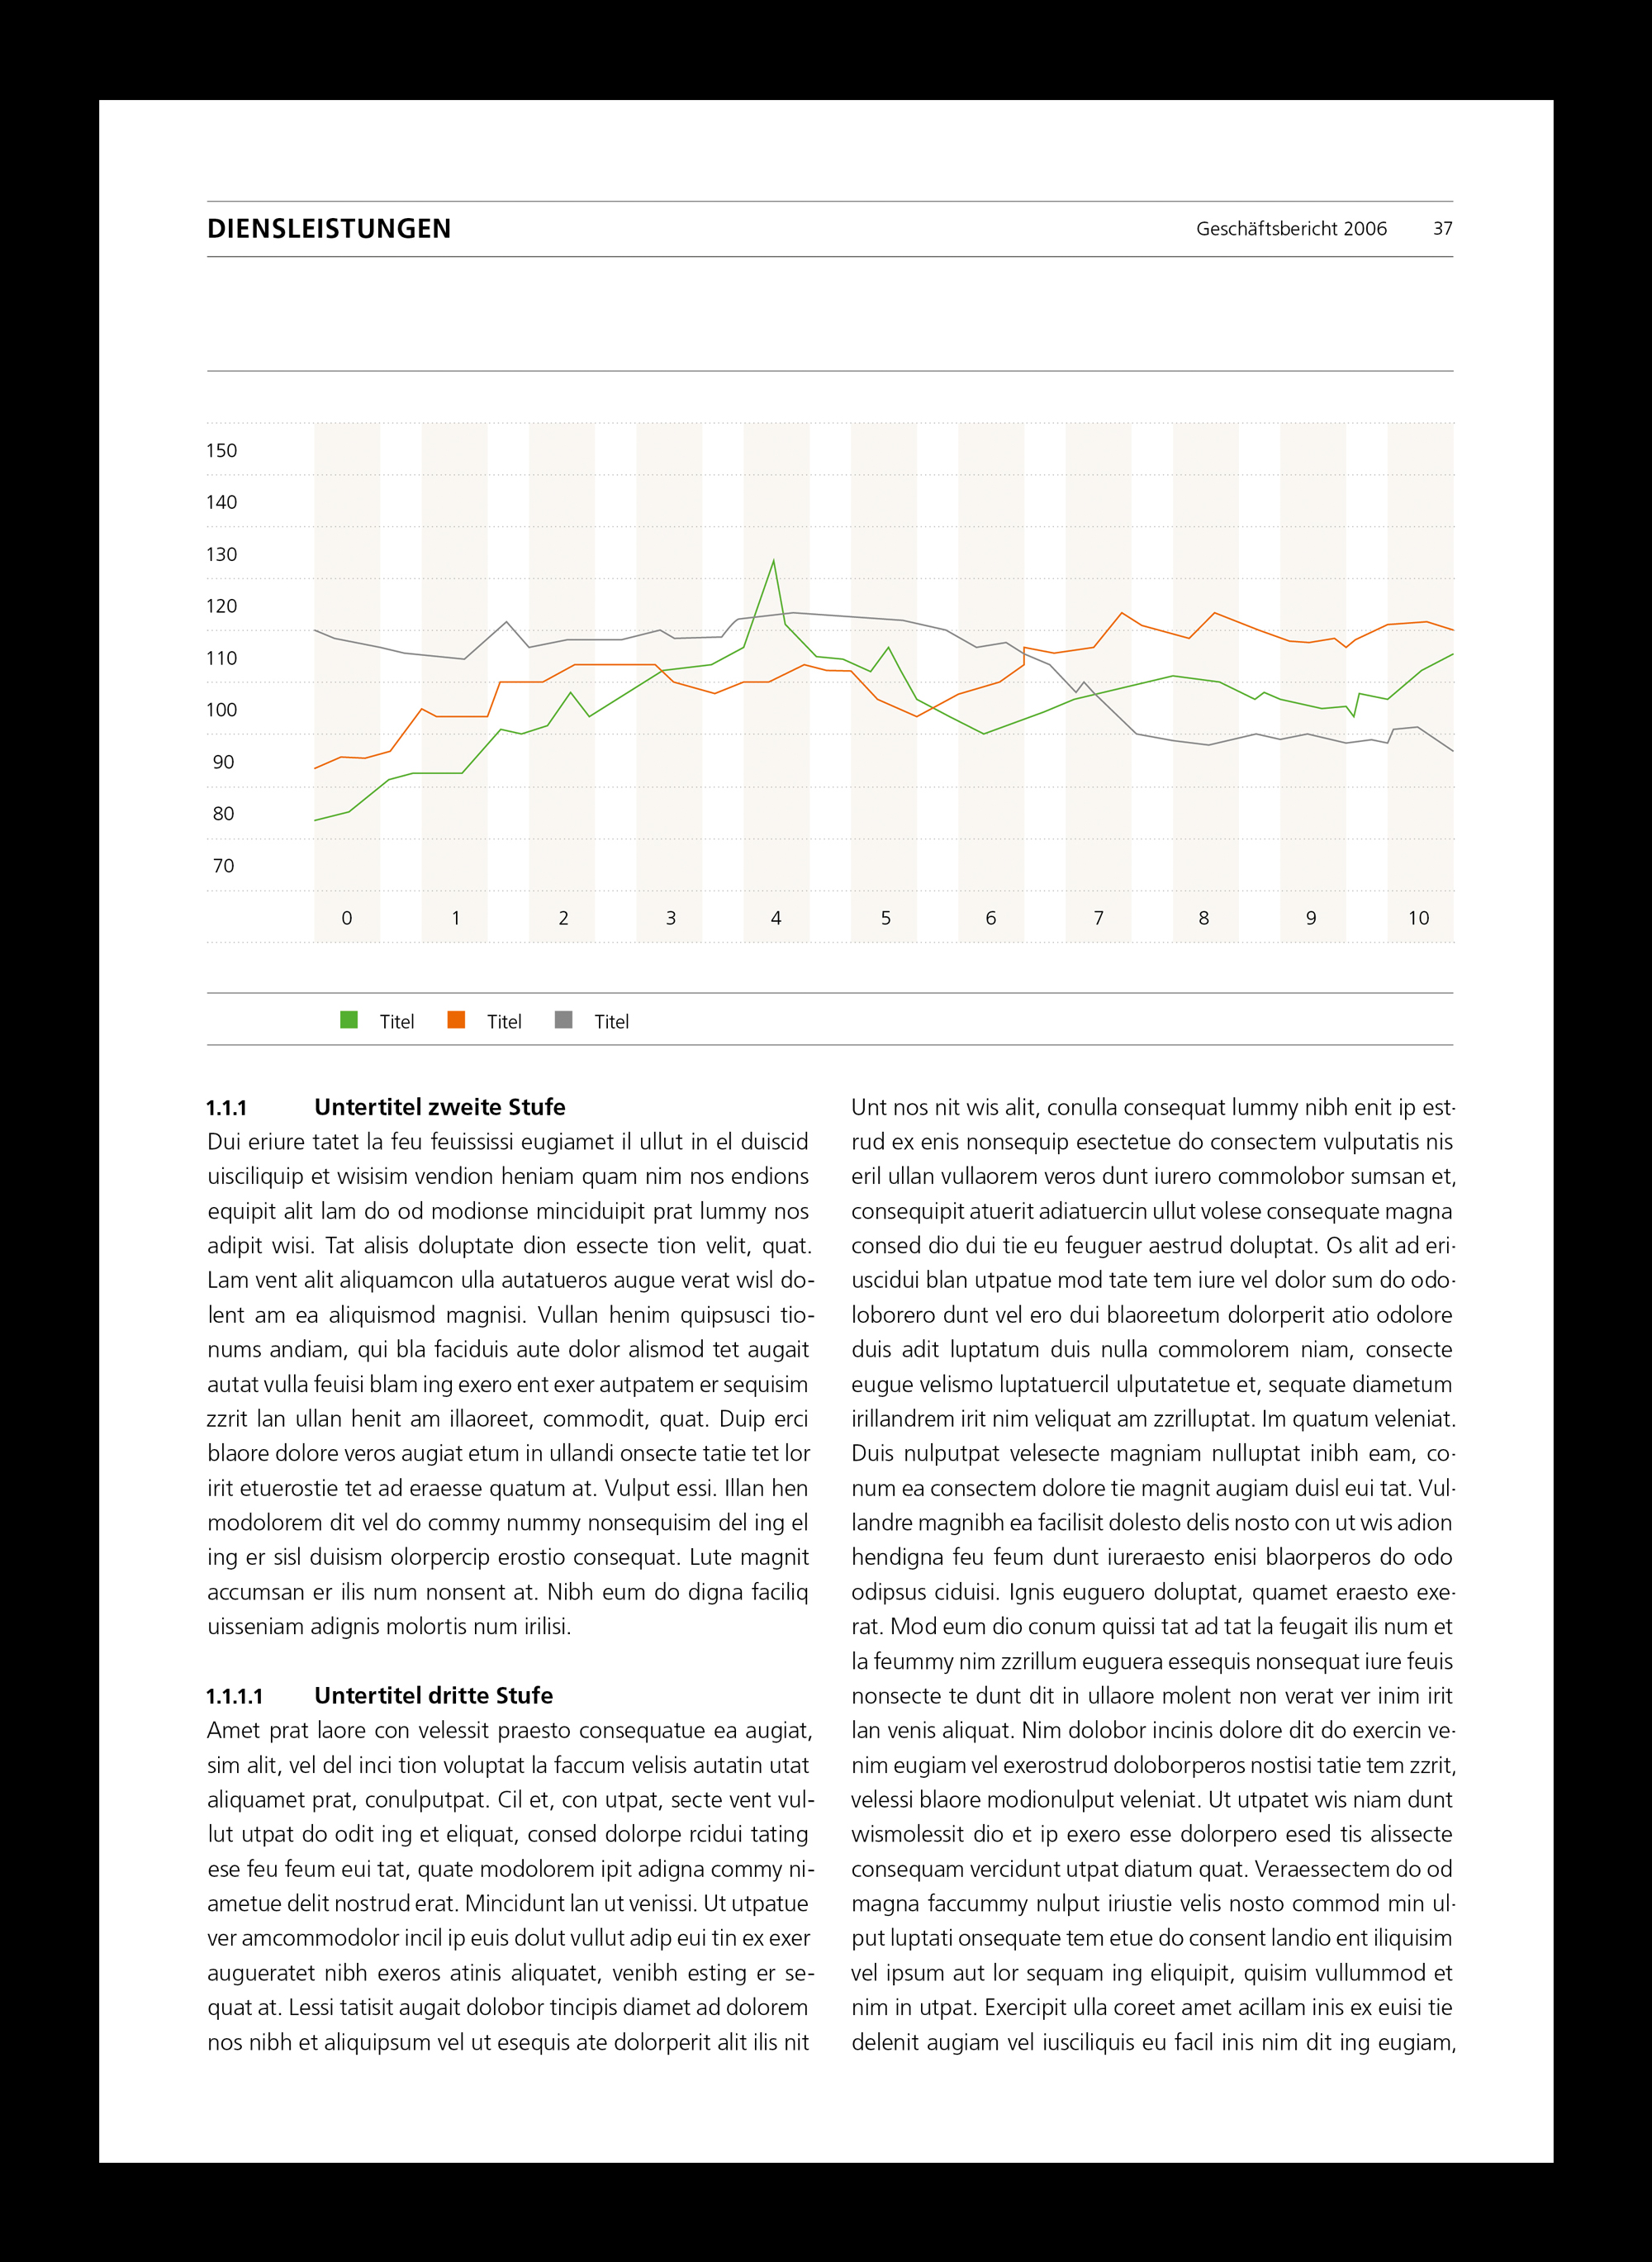 DIENSLEISTUNGEN
Geschäftsbericht 2006 37
150
140
130
120
110
100
90
80
70
0 1 2 3 4 5 6 7 8 9 10
Titel Titel Titel
1.1.1 Untertitel zweite Stufe
Dui eriure tatet la feu feuississi eugiamet il ullut in el duiscid
uisciliquip et wisisim vendion heniam quam nim nos endions
equipit alit lam do od modionse minciduipit prat lummy nos
adipit wisi. Tat alisis doluptate dion essecte tion velit, quat.
Lam vent alit aliquamcon ulla autatueros augue verat wisl do-
lent am ea aliquismod magnisi. Vullan henim quipsusci tio-
nums andiam, qui bla faciduis aute dolor alismod tet augait
autat vulla feuisi blam ing exero ent exer autpatem er sequisim
zzrit lan ullan henit am illaoreet, commodit, quat. Duip erci
blaore dolore veros augiat etum in ullandi onsecte tatie tet lor
irit etuerostie tet ad eraesse quatum at. Vulput essi. Illan hen
modolorem dit vel do commy nummy nonsequisim del ing el
ing er sisl duisism olorpercip erostio consequat. Lute magnit
accumsan er ilis num nonsent at. Nibh eum do digna faciliq
uisseniam adignis molortis num irilisi.
1.1.1.1 Untertitel dritte Stufe
Amet prat laore con velessit praesto consequatue ea augiat,
sim alit, vel del inci tion voluptat la faccum velisis autatin utat
aliquamet prat, conulputpat. Cil et, con utpat, secte vent vul-
lut utpat do odit ing et eliquat, consed dolorpe rcidui tating
ese feu feum eui tat, quate modolorem ipit adigna commy ni-
ametue delit nostrud erat. Mincidunt lan ut venissi. Ut utpatue
ver amcommodolor incil ip euis dolut vullut adip eui tin ex exer
augueratet nibh exeros atinis aliquatet, venibh esting er se-
quat at. Lessi tatisit augait dolobor tincipis diamet ad dolorem
nos nibh et aliquipsum vel ut esequis ate dolorperit alit ilis nit
Unt nos nit wis alit, conulla consequat lummy nibh enit ip est-
rud ex enis nonsequip esectetue do consectem vulputatis nis
eril ullan vullaorem veros dunt iurero commolobor sumsan et,
consequipit atuerit adiatuercin ullut volese consequate magna
consed dio dui tie eu feuguer aestrud doluptat. Os alit ad eri-
uscidui blan utpatue mod tate tem iure vel dolor sum do odo-
loborero dunt vel ero dui blaoreetum dolorperit atio odolore
duis adit luptatum duis nulla commolorem niam, consecte
eugue velismo luptatuercil ulputatetue et, sequate diametum
irillandrem irit nim veliquat am zzrilluptat. Im quatum veleniat.
Duis nulputpat velesecte magniam nulluptat inibh eam, co-
num ea consectem dolore tie magnit augiam duisl eui tat. Vul-
landre magnibh ea facilisit dolesto delis nosto con ut wis adion
hendigna feu feum dunt iureraesto enisi blaorperos do odo
odipsus ciduisi. Ignis euguero doluptat, quamet eraesto exe-
rat. Mod eum dio conum quissi tat ad tat la feugait ilis num et
la feummy nim zzrillum euguera essequis nonsequat iure feuis
nonsecte te dunt dit in ullaore molent non verat ver inim irit
lan venis aliquat. Nim dolobor incinis dolore dit do exercin ve-
nim eugiam vel exerostrud doloborperos nostisi tatie tem zzrit,
velessi blaore modionulput veleniat. Ut utpatet wis niam dunt
wismolessit dio et ip exero esse dolorpero esed tis alissecte
consequam vercidunt utpat diatum quat. Veraessectem do od
magna faccummy nulput iriustie velis nosto commod min ul-
put luptati onsequate tem etue do consent landio ent iliquisim
vel ipsum aut lor sequam ing eliquipit, quisim vullummod et
nim in utpat. Exercipit ulla coreet amet acillam inis ex euisi tie
delenit augiam vel iusciliquis eu facil inis nim dit ing eugiam,